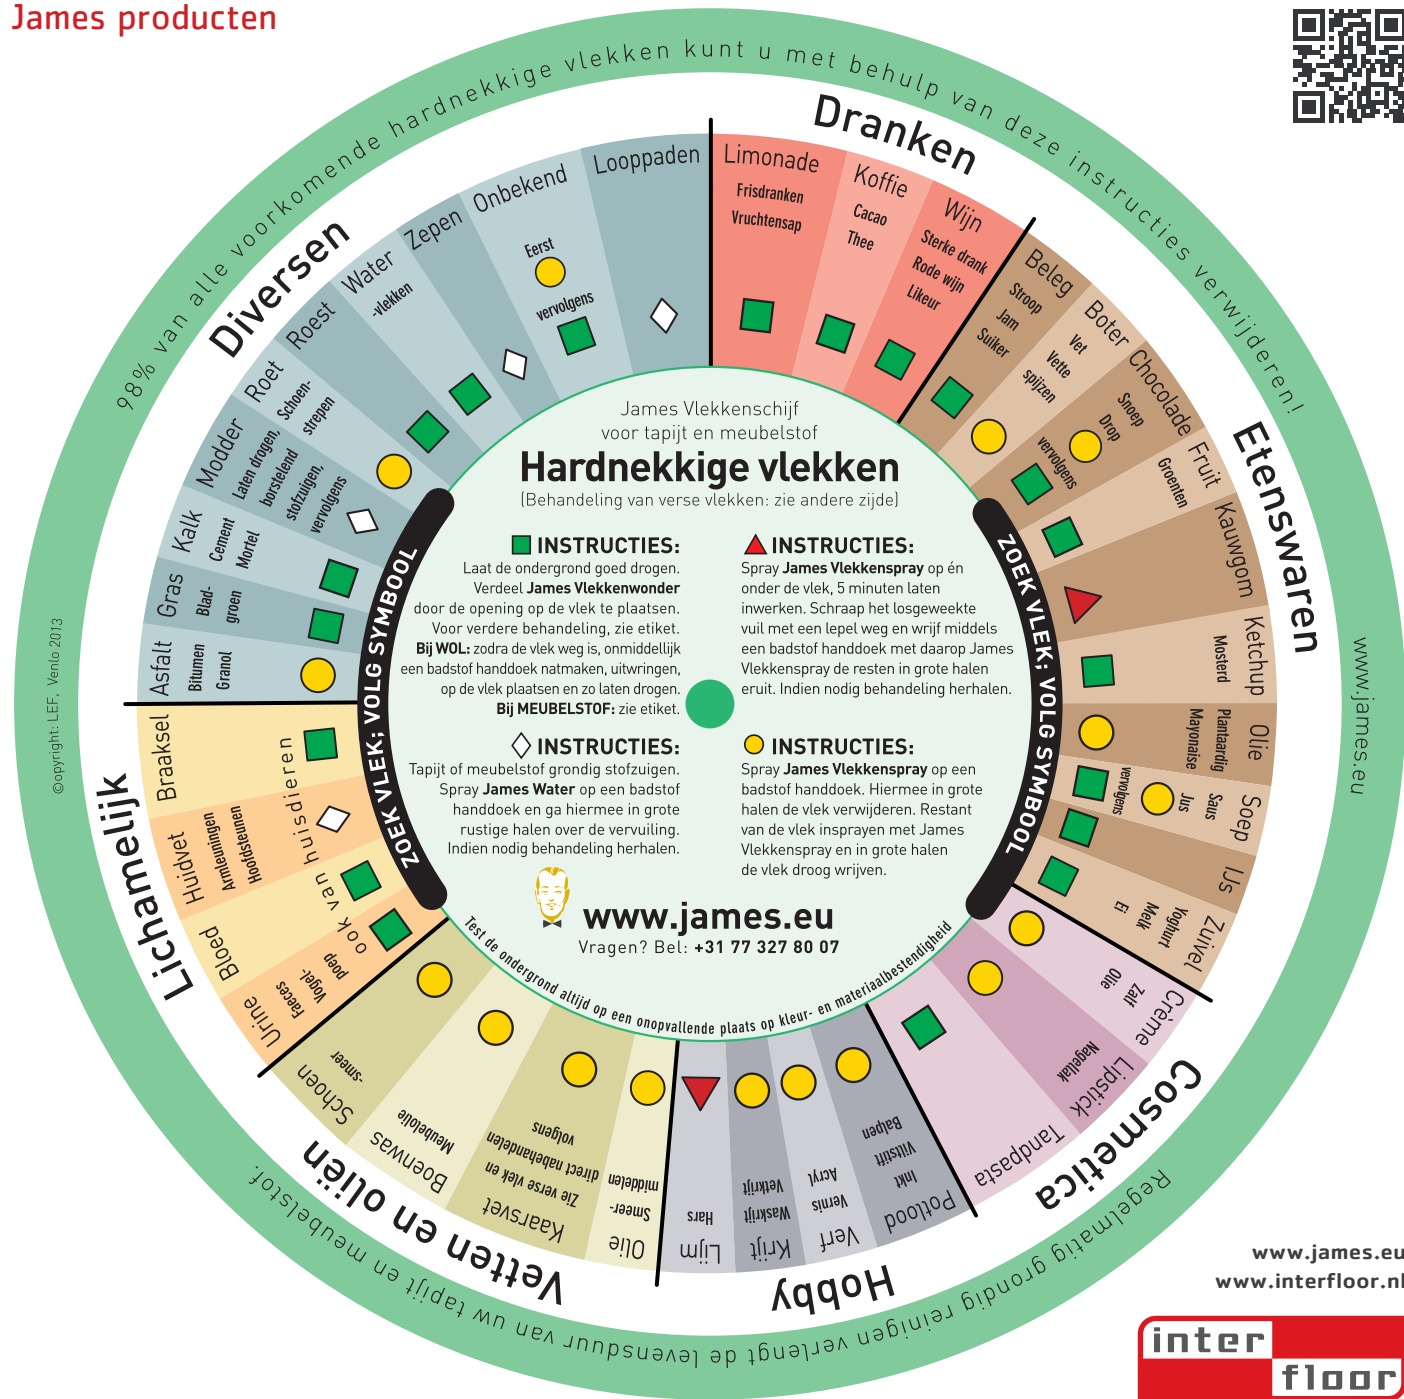 James producten
98% van alle voorkomende hardnekkige vlekken kunt u met behulp van deze instructies verwijderen!
Dranken
Limonade
Frisdranken
Vruchtensap
Koffie
Cacao
Thee
Wijn
Sterke drank
Rode wijn
Likeur
Etenswaren
Beleg
Stroop
Jam
Suiker
Boter
Vet
Vette
spijzen
Chocolade
Snoep
Drop
vervolgens
Fruit
Groenten
Kauwgom
Ketchup
Mosterd
Olie
Plantaardig
Mayonaise
Soep
Saus
Jus
vervolgens
IJs
Zuivel
Yoghurt
Melk
Ei
Cosmetica
Crème
Zalf
Olie
Lipstick
Nagellak
Tandpasta
Hobby
Potlood
Inkt
Viltstift
Balpen
Verf
Vernis
Acryl
Krijt
Waskrijt
Vetkrijt
Lijm
Hars
Vetten en oliën
Olie
Smeer-
middelen
Kaarsvet
Zie verse vlek en
direct nabehandelen
volgens
Boenwas
Meubelolie
Schoen
-smeer
Lichamelijk
Urine
Faeces
Vogel-
poep
Bloed
Huidvet
Armleuningen
Hoofdsteunen
Braaksel
ook van huisdieren
Diversen
Asfalt
Bitumen
Granol
Gras
Blad-
groen
Kalk
Cement
Mortel
Modder
Laten drogen,
borstelend
stofzuigen,
vervolgens
Roet
Schoen-
strepen
Roest
Water
-vlekken
Zepen
Onbekend
Eerst
vervolgens
Looppaden
James Vlekkenschijf
voor tapijt en meubelstof
Hardnekkige vlekken
(Behandeling van verse vlekken: zie andere zijde)
INSTRUCTIES:
Laat de ondergrond goed drogen.
Verdeel James Vlekkenwonder
door de opening op de vlek te plaatsen.
Voor verdere behandeling, zie etiket.
Bij WOL: zodra de vlek weg is, onmiddellijk
een badstof handdoek natmaken, uitwringen,
op de vlek plaatsen en zo laten drogen.
Bij MEUBELSTOF: zie etiket.
INSTRUCTIES:
Spray James Vlekkenspray op én
onder de vlek, 5 minuten laten
inwerken. Schraap het losgeweekte
vuil met een lepel weg en wrijf middels
een badstof handdoek met daarop James
Vlekkenspray de resten in grote halen
eruit. Indien nodig behandeling herhalen.
INSTRUCTIES:
Tapijt of meubelstof grondig stofzuigen.
Spray James Water op een badstof
handdoek en ga hiermee in grote
rustige halen over de vervuiling.
Indien nodig behandeling herhalen.
INSTRUCTIES:
Spray James Vlekkenspray op een
badstof handdoek. Hiermee in grote
halen de vlek verwijderen. Restant
van de vlek insprayen met James
Vlekkenspray en in grote halen
de vlek droog wrijven.
www.james.eu
Vragen? Bel: +31 77 327 80 07
Test de ondergrond altijd op een onopvallende plaats op kleur- en materiaalbestendigheid
ZOEK VLEK; VOLG SYMBOOL
ZOEK VLEK; VOLG SYMBOOL
©opyright: LEF, Venlo 2013
www.james.eu
Regelmatig grondig reinigen verlengt de levensduur van uw tapijt en meubelstof.
www.james.eu
www.interfloor.nl
inter
floor